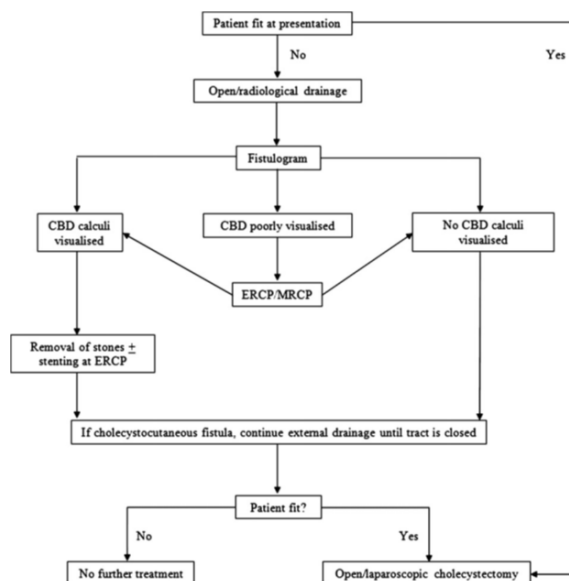 Patient fit at presentation
No
Yes
Open/radiological drainage
Fistulogram
CBD calculi
visualised
CBD poorly visualised
No CBD calculi
visualised
ERCP/MRCP
Removal of stones ±
stenting at ERCP
If cholecystocutaneous fistula, continue external drainage until tract is closed
Patient fit?
No
Yes
No further treatment
Open/laparoscopic cholecystectomy